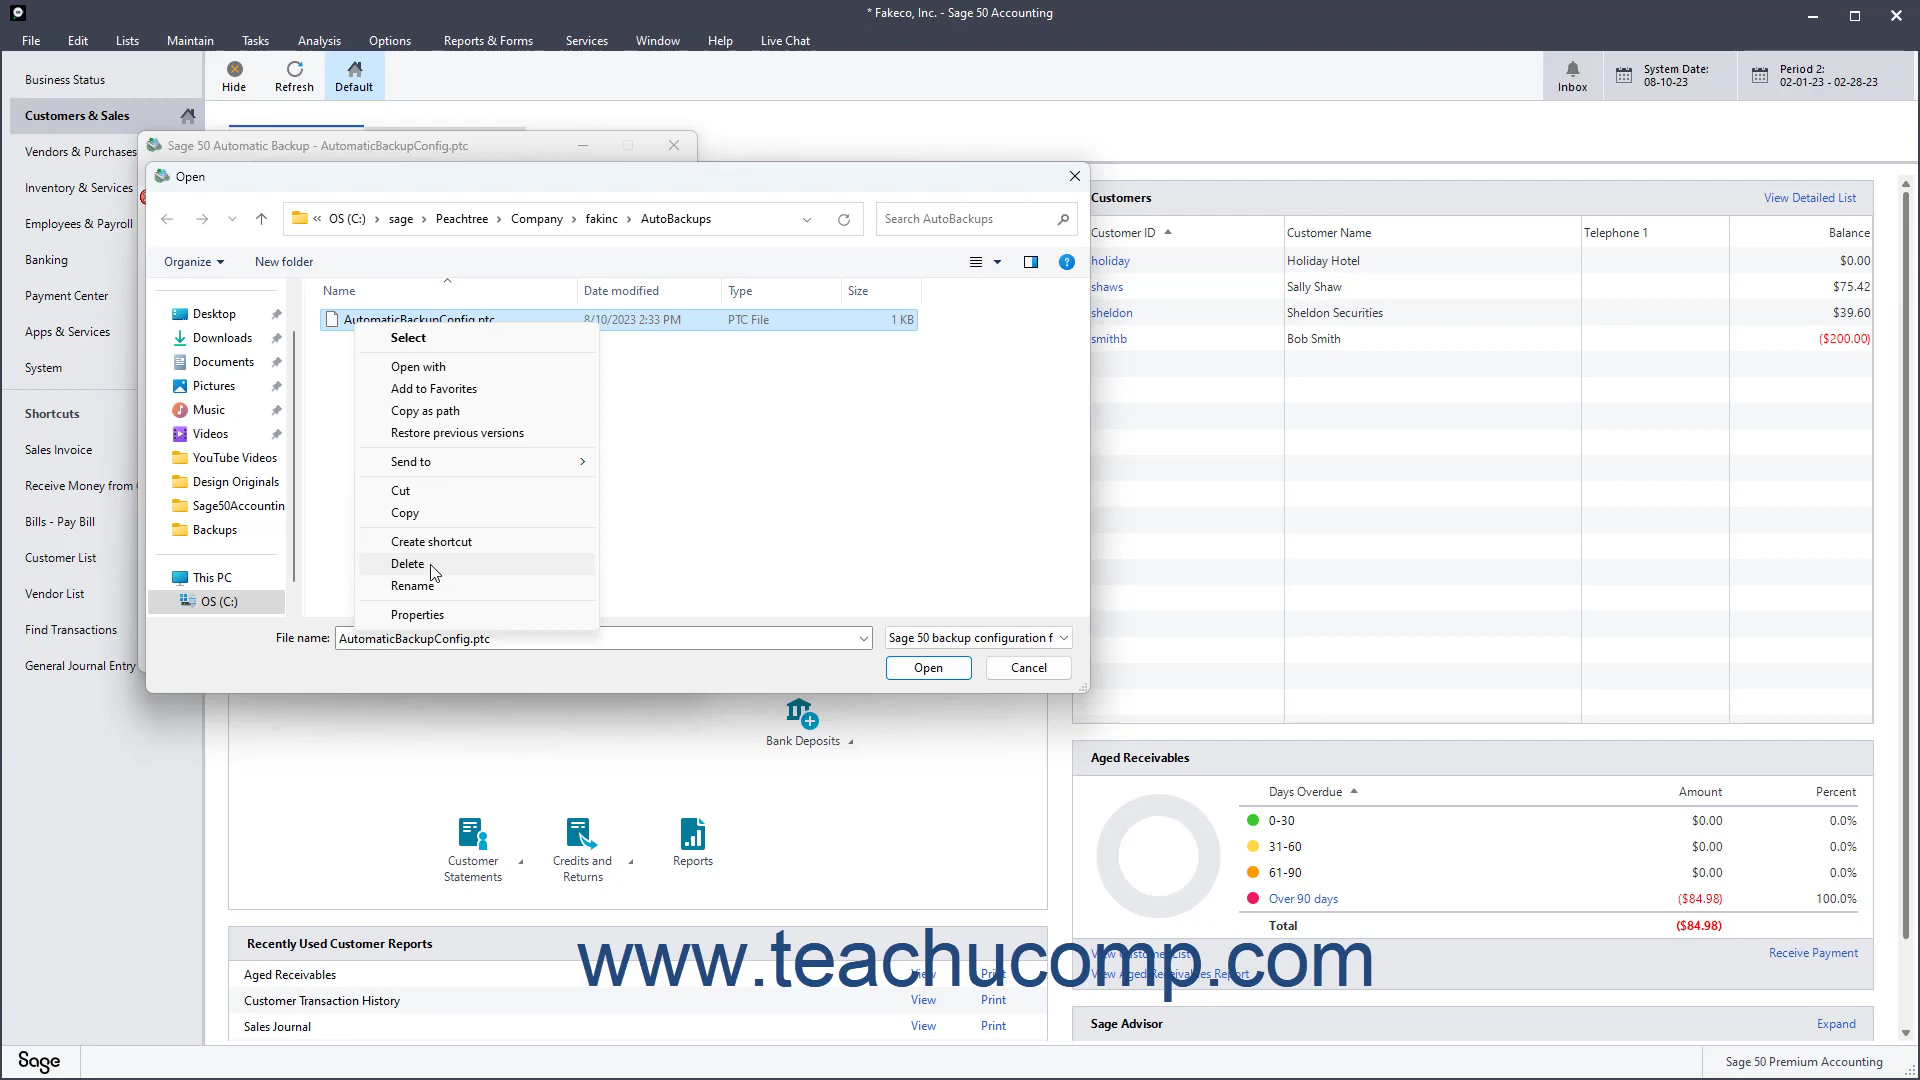 * Fakeco, Inc. - Sage 50 Accounting
File Edit Lists Maintain Tasks Analysis Options Reports & Forms Services Window Help Live Chat
Business Status
Customers & Sales
Vendors & Purchases
Inventory & Services
Employees & Payroll
Banking
Payment Center
Apps & Services
System
Shortcuts
Sales Invoice
Receive Money from
Bills - Pay Bill
Customer List
Vendor List
Find Transactions
General Journal Entry
Hide Refresh Default
Inbox
System Date:
08-10-23
Period 2:
02-01-23 - 02-28-23
Sage 50 Automatic Backup - AutomaticBackupConfig.ptc
Open
« OS (C:) › sage › Peachtree › Company › fakinc › AutoBackups
Search AutoBackups
Organize New folder
Name Date modified Type Size
AutomaticBackupConfig.ptc 8/10/2023 2:33 PM PTC File 1 KB
Desktop
Downloads
Documents
Pictures
Music
Videos
YouTube Videos
Design Originals
Sage50Accountin
Backups
This PC
OS (C:)
Select
Open with
Add to Favorites
Copy as path
Restore previous versions
Send to
Cut
Copy
Create shortcut
Delete
Rename
Properties
File name: AutomaticBackupConfig.ptc
Sage 50 backup configuration f
Open Cancel
Bank Deposits
Customer
Statements
Credits and
Returns
Reports
Recently Used Customer Reports
Aged Receivables View Print
Customer Transaction History View Print
Sales Journal View Print
Customers View Detailed List
Customer ID Customer Name Telephone 1 Balance
holiday Holiday Hotel $0.00
shaws Sally Shaw $75.42
sheldon Sheldon Securities $39.60
smithb Bob Smith ($200.00)
Aged Receivables
Days Overdue Amount Percent
0-30 $0.00 0.0%
31-60 $0.00 0.0%
61-90 $0.00 0.0%
Over 90 days ($84.98) 100.0%
Total ($84.98)
View Customer List Receive Payment
View Aged Receivables Report
Sage Advisor Expand
www.teachucomp.com
Sage
Sage 50 Premium Accounting